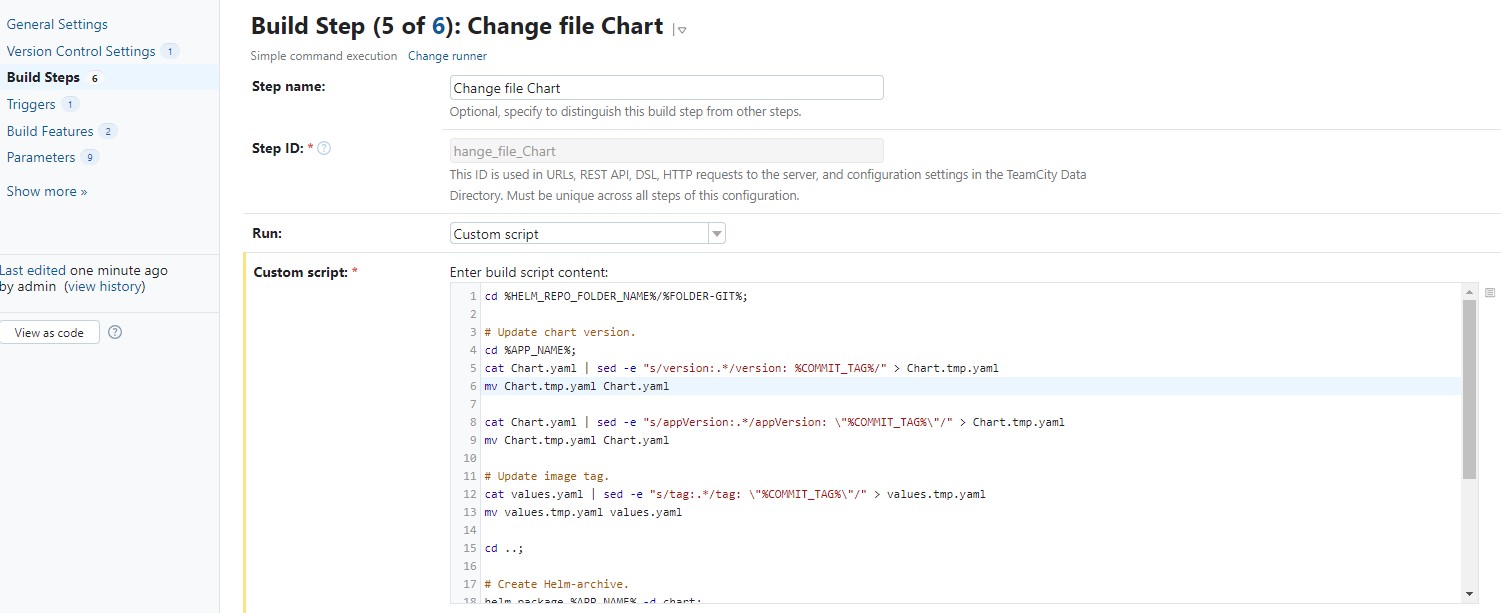 General Settings
Version Control Settings 1
Build Steps 6
Triggers 1
Build Features 2
Parameters 9
Show more »
Last edited one minute ago
by admin (view history)
View as code ?
Build Step (5 of 6): Change file Chart
Simple command execution Change runner
Step name:
Change file Chart
Optional, specify to distinguish this build step from other steps.
Step ID: * ?
hange_file_Chart
This ID is used in URLs, REST API, DSL, HTTP requests to the server, and configuration settings in the TeamCity Data
Directory. Must be unique across all steps of this configuration.
Run:
Custom script
Custom script: *
Enter build script content:
1 cd %HELM_REPO_FOLDER_NAME%/%FOLDER-GIT%;
2
3 # Update chart version.
4 cd %APP_NAME%;
5 cat Chart.yaml | sed -e "s/version:.*/version: %COMMIT_TAG%/" > Chart.tmp.yaml
6 mv Chart.tmp.yaml Chart.yaml
7
8 cat Chart.yaml | sed -e "s/appVersion:.*/appVersion: \"%COMMIT_TAG%\"/" > Chart.tmp.yaml
9 mv Chart.tmp.yaml Chart.yaml
10
11 # Update image tag.
12 cat values.yaml | sed -e "s/tag:.*/tag: \"%COMMIT_TAG%\"/" > values.tmp.yaml
13 mv values.tmp.yaml values.yaml
14
15 cd ..;
16
17 # Create Helm-archive.
18 helm package %APP_NAME% -d chart;